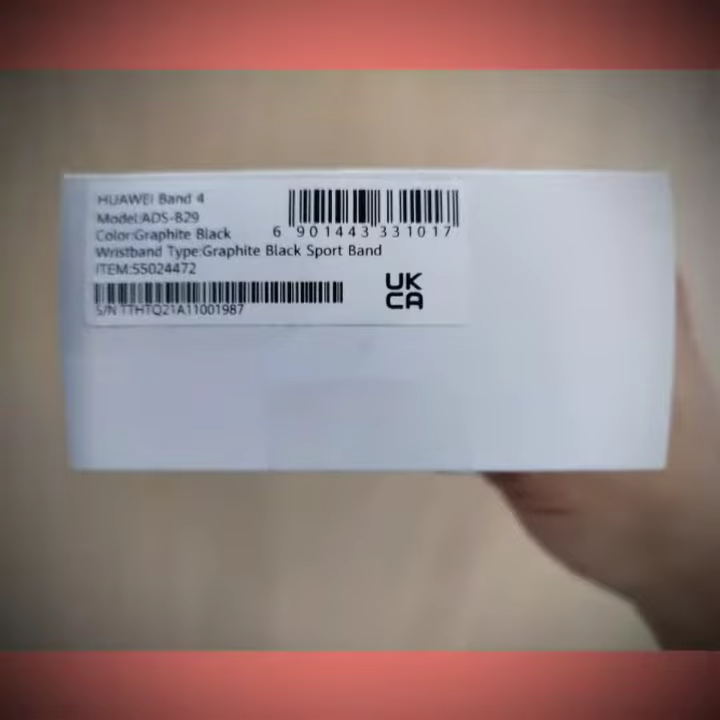 HUAWEI Band 4
Model:ADS-B29
Color:Graphite Black
6 901443 331017
Wristband Type:Graphite Black Sport Band
ITEM:55024472
S/N TTHTQ21A11001987
UK
CA